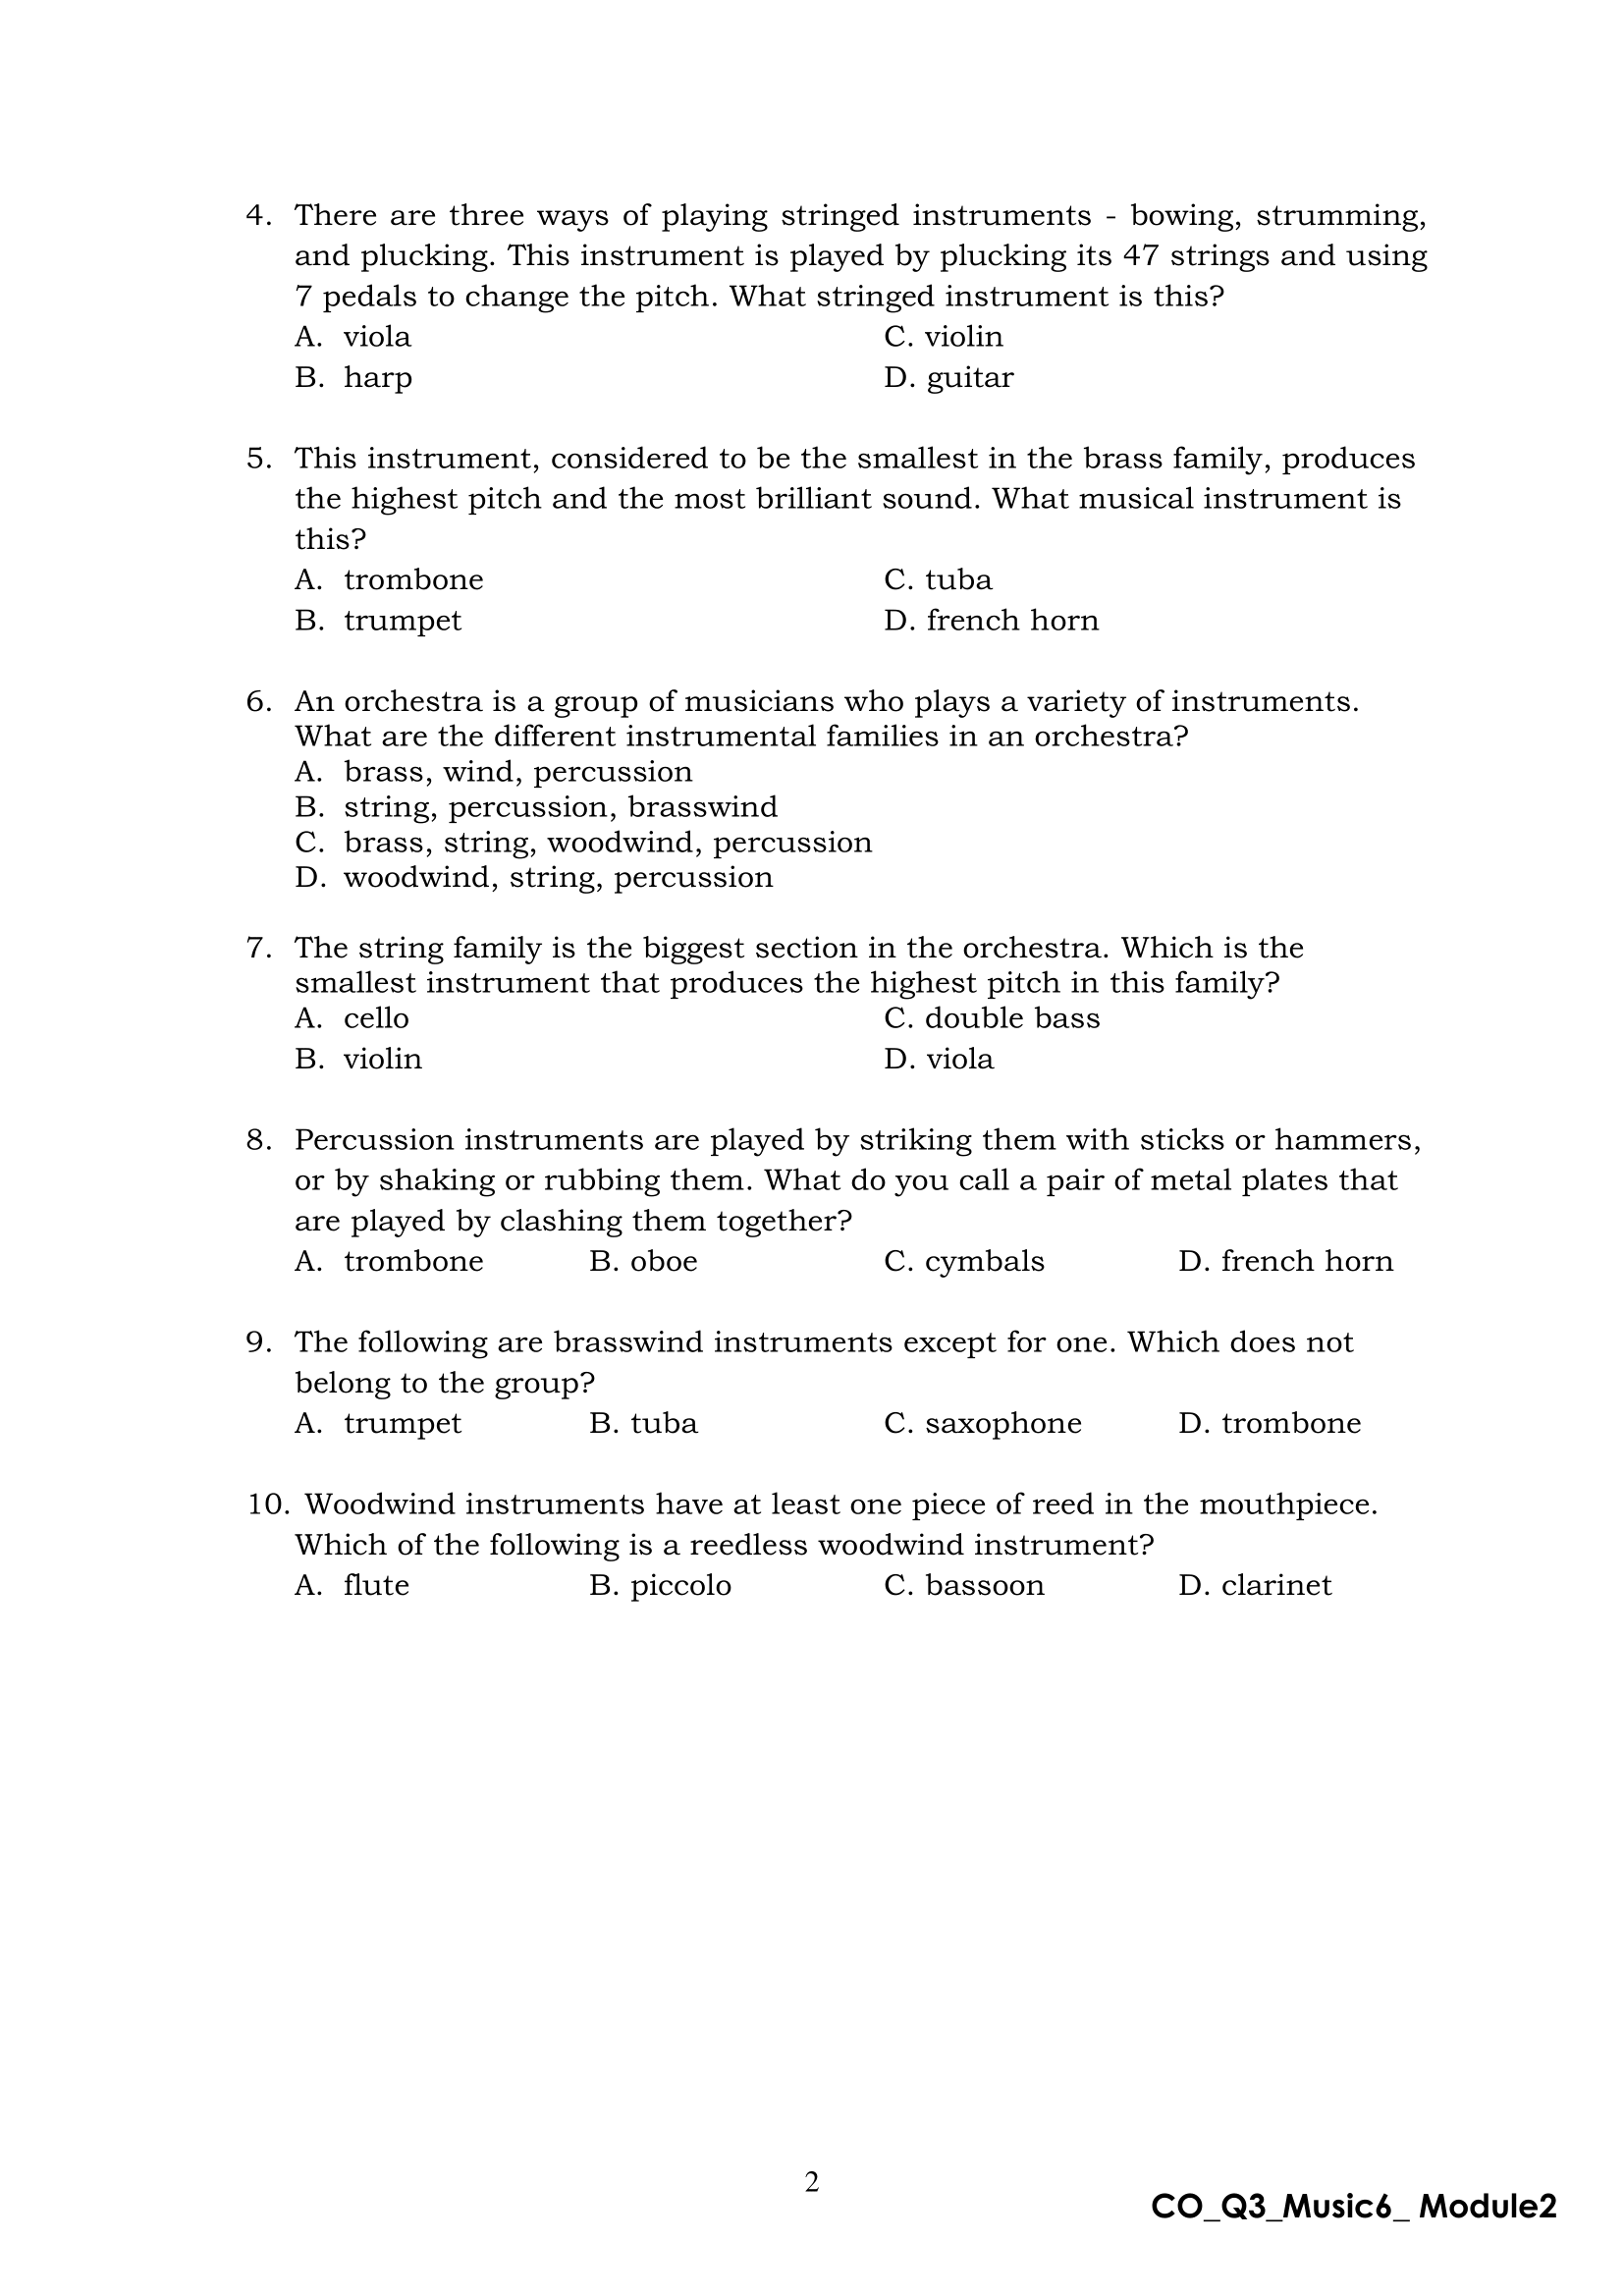 4. There are three ways of playing stringed instruments - bowing, strumming,
and plucking. This instrument is played by plucking its 47 strings and using
7 pedals to change the pitch. What stringed instrument is this?
A. viola C. violin
B. harp D. guitar
5. This instrument, considered to be the smallest in the brass family, produces
the highest pitch and the most brilliant sound. What musical instrument is
this?
A. trombone C. tuba
B. trumpet D. french horn
6. An orchestra is a group of musicians who plays a variety of instruments.
What are the different instrumental families in an orchestra?
A. brass, wind, percussion
B. string, percussion, brasswind
C. brass, string, woodwind, percussion
D. woodwind, string, percussion
7. The string family is the biggest section in the orchestra. Which is the
smallest instrument that produces the highest pitch in this family?
A. cello C. double bass
B. violin D. viola
8. Percussion instruments are played by striking them with sticks or hammers,
or by shaking or rubbing them. What do you call a pair of metal plates that
are played by clashing them together?
A. trombone B. oboe C. cymbals D. french horn
9. The following are brasswind instruments except for one. Which does not
belong to the group?
A. trumpet B. tuba C. saxophone D. trombone
10. Woodwind instruments have at least one piece of reed in the mouthpiece.
Which of the following is a reedless woodwind instrument?
A. flute B. piccolo C. bassoon D. clarinet
2
CO_Q3_Music6_ Module2